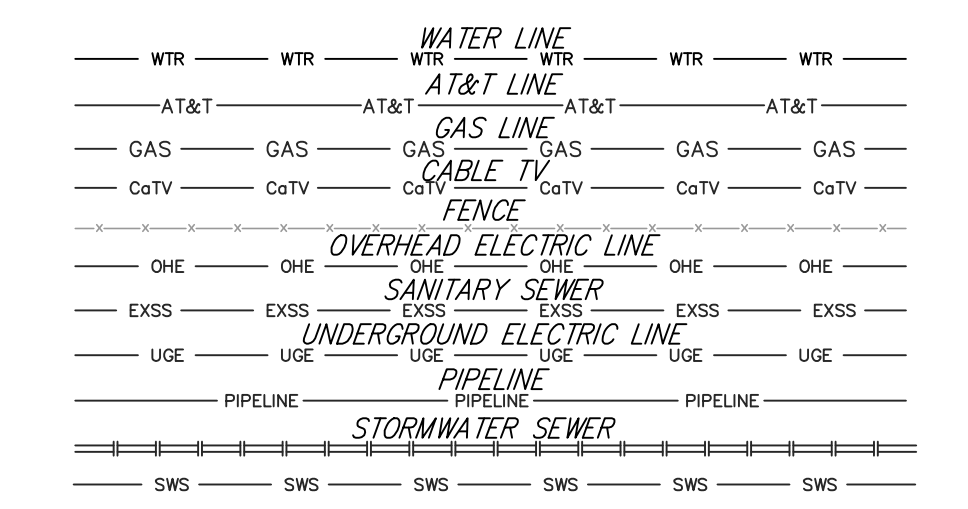 WATER LINE
WTR WTR WTR WTR WTR WTR
AT&T LINE
AT&T AT&T AT&T AT&T
GAS LINE
GAS GAS GAS GAS GAS GAS
CABLE TV
CaTV CaTV CaTV CaTV CaTV CaTV
FENCE
x x x x x x x x x x x x x x x x x x
OVERHEAD ELECTRIC LINE
OHE OHE OHE OHE OHE OHE
SANITARY SEWER
EXSS EXSS EXSS EXSS EXSS EXSS
UNDERGROUND ELECTRIC LINE
UGE UGE UGE UGE UGE UGE
PIPELINE
PIPELINE PIPELINE PIPELINE
STORMWATER SEWER
SWS SWS SWS SWS SWS SWS